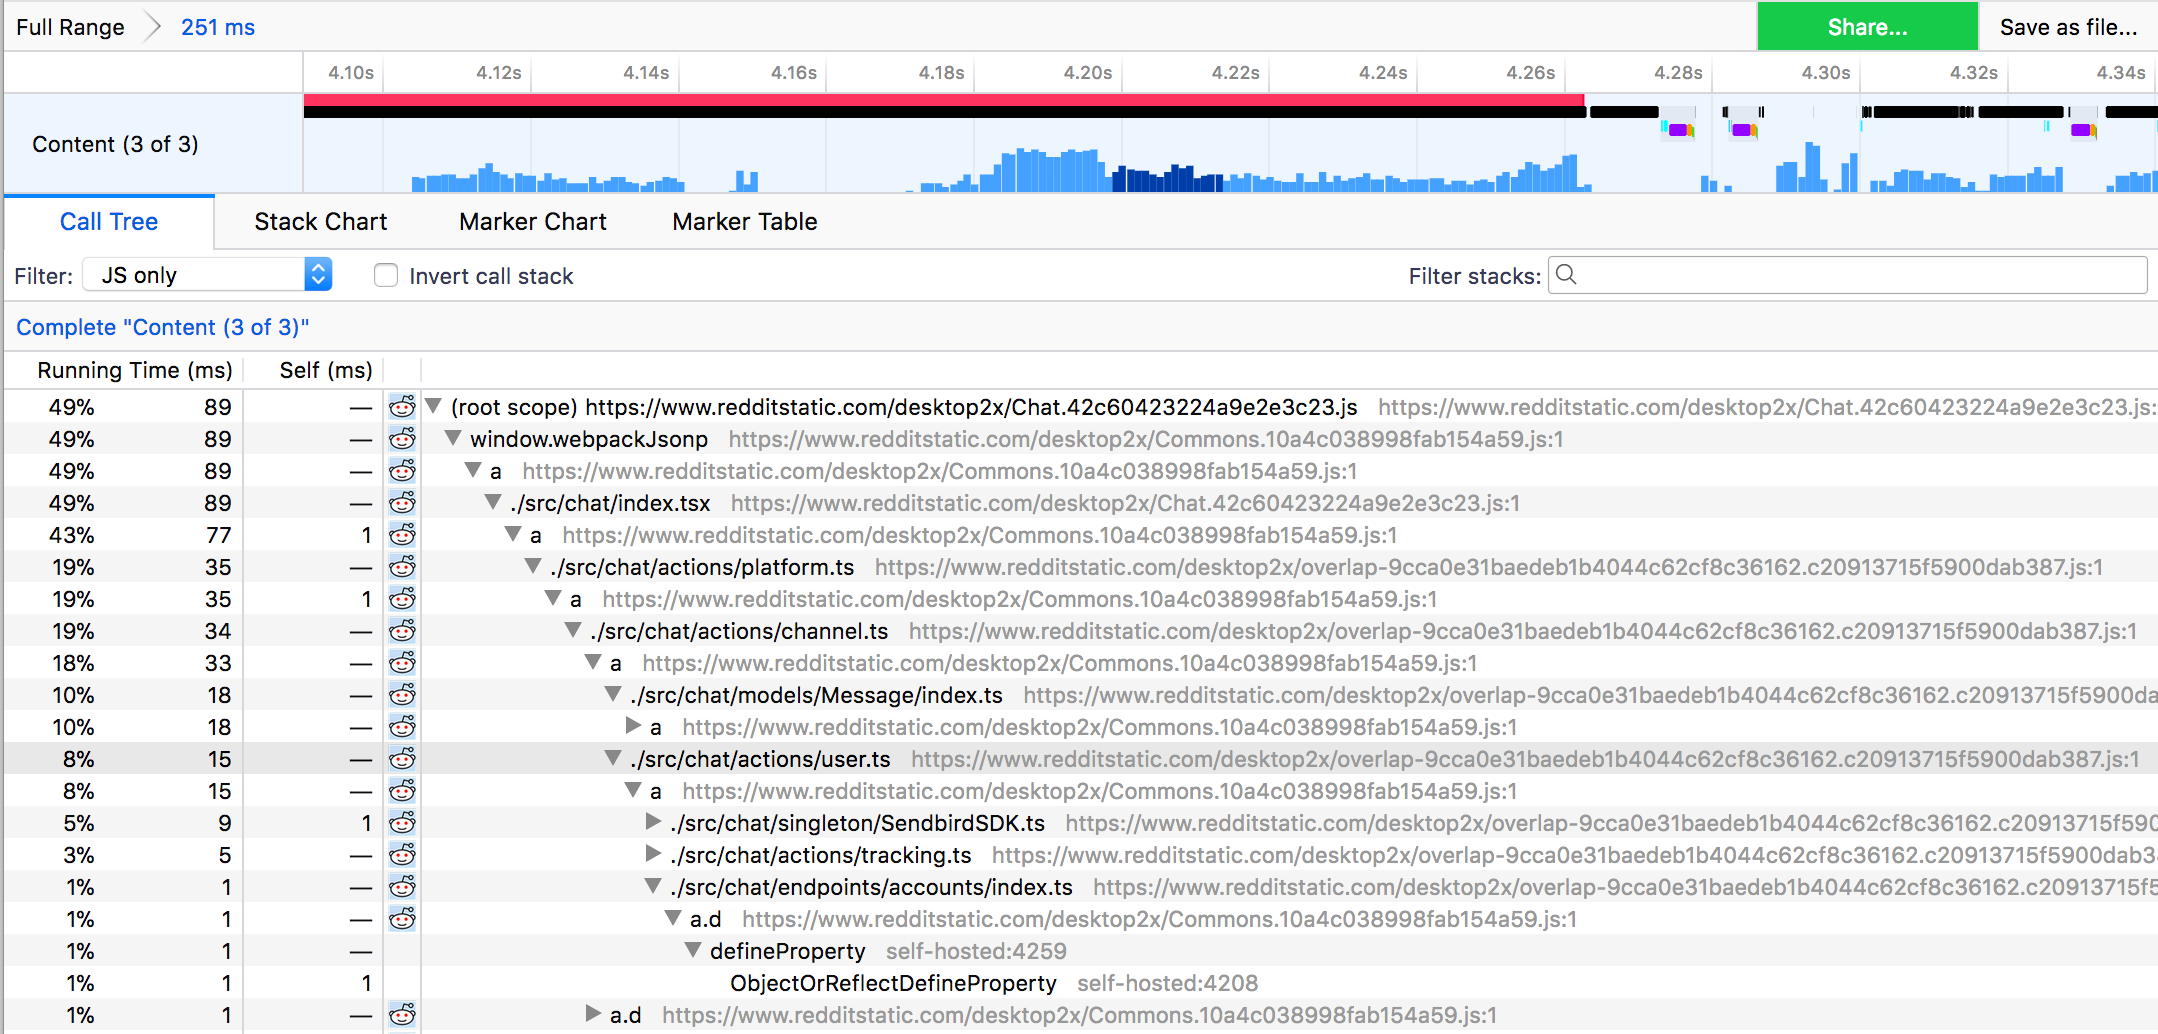 Full Range 251 ms Share... Save as file...
4.10s 4.12s 4.14s 4.16s 4.18s 4.20s 4.22s 4.24s 4.26s 4.28s 4.30s 4.32s 4.34s
Content (3 of 3)
Call Tree Stack Chart Marker Chart Marker Table
Filter: JS only Invert call stack Filter stacks:
Complete "Content (3 of 3)"
Running Time (ms) Self (ms)
49% 89 — (root scope) https://www.redditstatic.com/desktop2x/Chat.42c60423224a9e2e3c23.js https://www.redditstatic.com/desktop2x/Chat.42c60423224a9e2e3c23.js:
49% 89 — window.webpackJsonp https://www.redditstatic.com/desktop2x/Commons.10a4c038998fab154a59.js:1
49% 89 — a https://www.redditstatic.com/desktop2x/Commons.10a4c038998fab154a59.js:1
49% 89 — ./src/chat/index.tsx https://www.redditstatic.com/desktop2x/Chat.42c60423224a9e2e3c23.js:1
43% 77 1 a https://www.redditstatic.com/desktop2x/Commons.10a4c038998fab154a59.js:1
19% 35 — ./src/chat/actions/platform.ts https://www.redditstatic.com/desktop2x/overlap-9cca0e31baedeb1b4044c62cf8c36162.c20913715f5900dab387.js:1
19% 35 1 a https://www.redditstatic.com/desktop2x/Commons.10a4c038998fab154a59.js:1
19% 34 — ./src/chat/actions/channel.ts https://www.redditstatic.com/desktop2x/overlap-9cca0e31baedeb1b4044c62cf8c36162.c20913715f5900dab387.js:1
18% 33 — a https://www.redditstatic.com/desktop2x/Commons.10a4c038998fab154a59.js:1
10% 18 — ./src/chat/models/Message/index.ts https://www.redditstatic.com/desktop2x/overlap-9cca0e31baedeb1b4044c62cf8c36162.c20913715f5900da
10% 18 — a https://www.redditstatic.com/desktop2x/Commons.10a4c038998fab154a59.js:1
8% 15 — ./src/chat/actions/user.ts https://www.redditstatic.com/desktop2x/overlap-9cca0e31baedeb1b4044c62cf8c36162.c20913715f5900dab387.js:1
8% 15 — a https://www.redditstatic.com/desktop2x/Commons.10a4c038998fab154a59.js:1
5% 9 1 ./src/chat/singleton/SendbirdSDK.ts https://www.redditstatic.com/desktop2x/overlap-9cca0e31baedeb1b4044c62cf8c36162.c20913715f590
3% 5 — ./src/chat/actions/tracking.ts https://www.redditstatic.com/desktop2x/overlap-9cca0e31baedeb1b4044c62cf8c36162.c20913715f5900dab3
1% 1 — ./src/chat/endpoints/accounts/index.ts https://www.redditstatic.com/desktop2x/overlap-9cca0e31baedeb1b4044c62cf8c36162.c20913715f5
1% 1 — a.d https://www.redditstatic.com/desktop2x/Commons.10a4c038998fab154a59.js:1
1% 1 — defineProperty self-hosted:4259
1% 1 1 ObjectOrReflectDefineProperty self-hosted:4208
1% 1 — a.d https://www.redditstatic.com/desktop2x/Commons.10a4c038998fab154a59.js:1